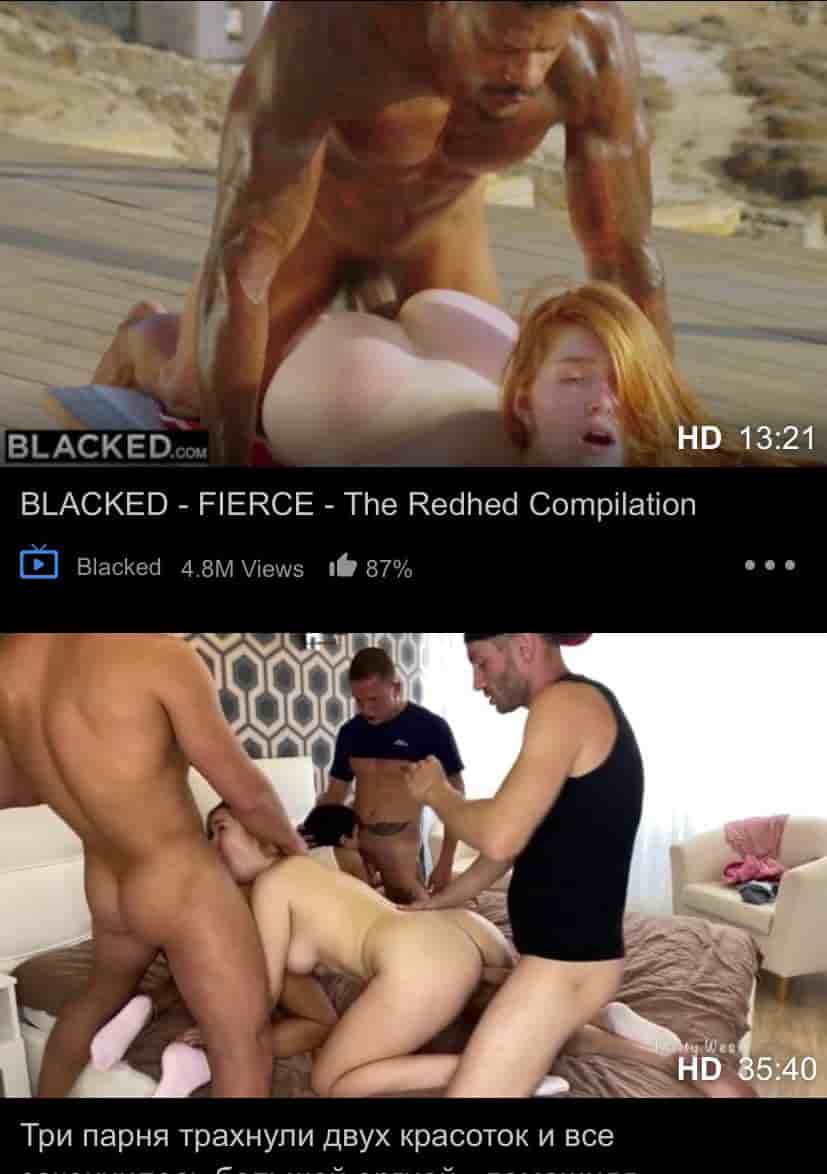 BLACKED.COM
HD 13:21
BLACKED - FIERCE - The Redhed Compilation
Blacked 4.8M Views 87%
HD 35:40
Три парня трахнули двух красоток и все